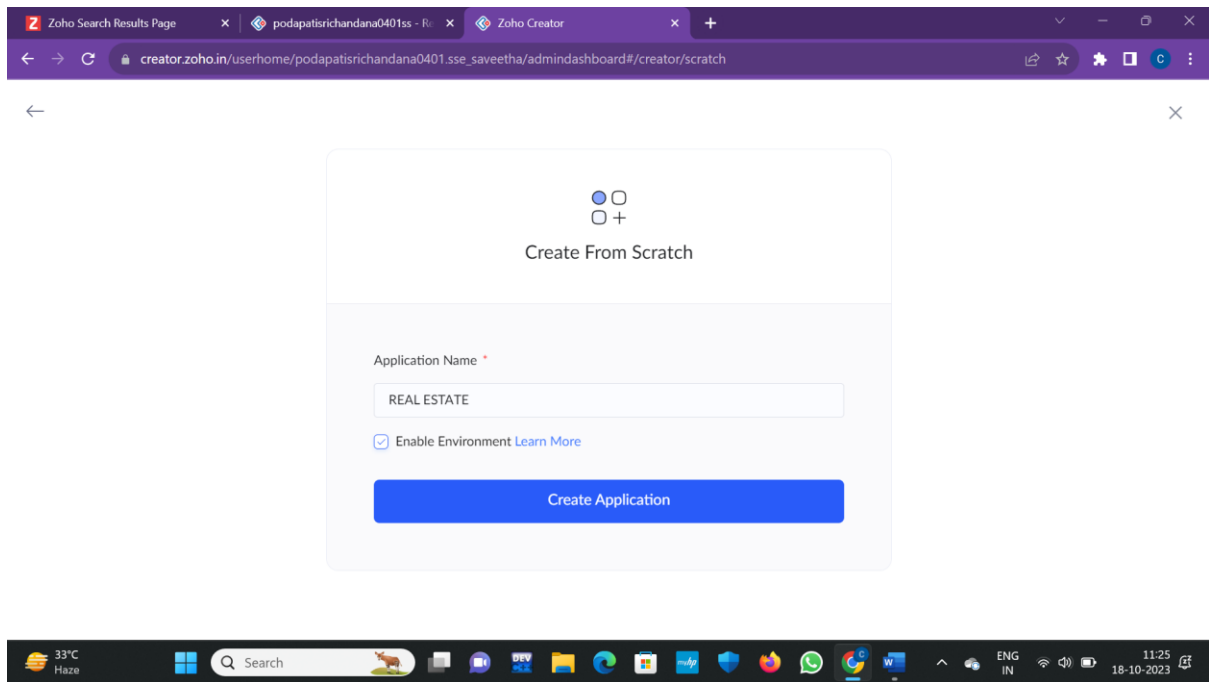 Z Zoho Search Results Page
podapatisrichandana0401ss - Re
Zoho Creator
creator.zoho.in/userhome/podapatisrichandana0401.sse_saveetha/admindashboard#/creator/scratch
C
Create From Scratch
Application Name *
REAL ESTATE
Enable Environment Learn More
Create Application
33°C
Haze
Search
DEV
C
W
ENG
IN
11:25
18-10-2023